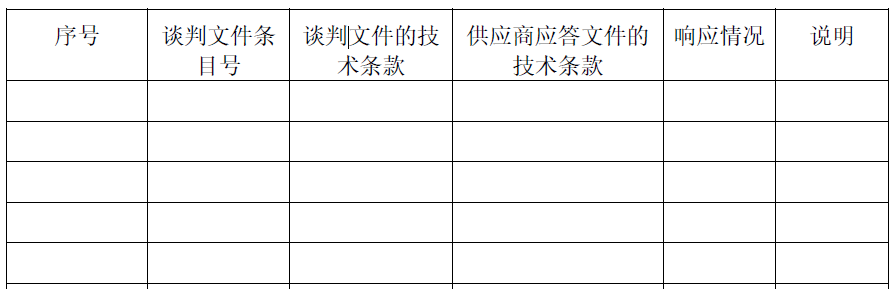 序号
谈判文件条
目号
谈判文件的技
术条款
供应商应答文件的
技术条款
响应情况
说明